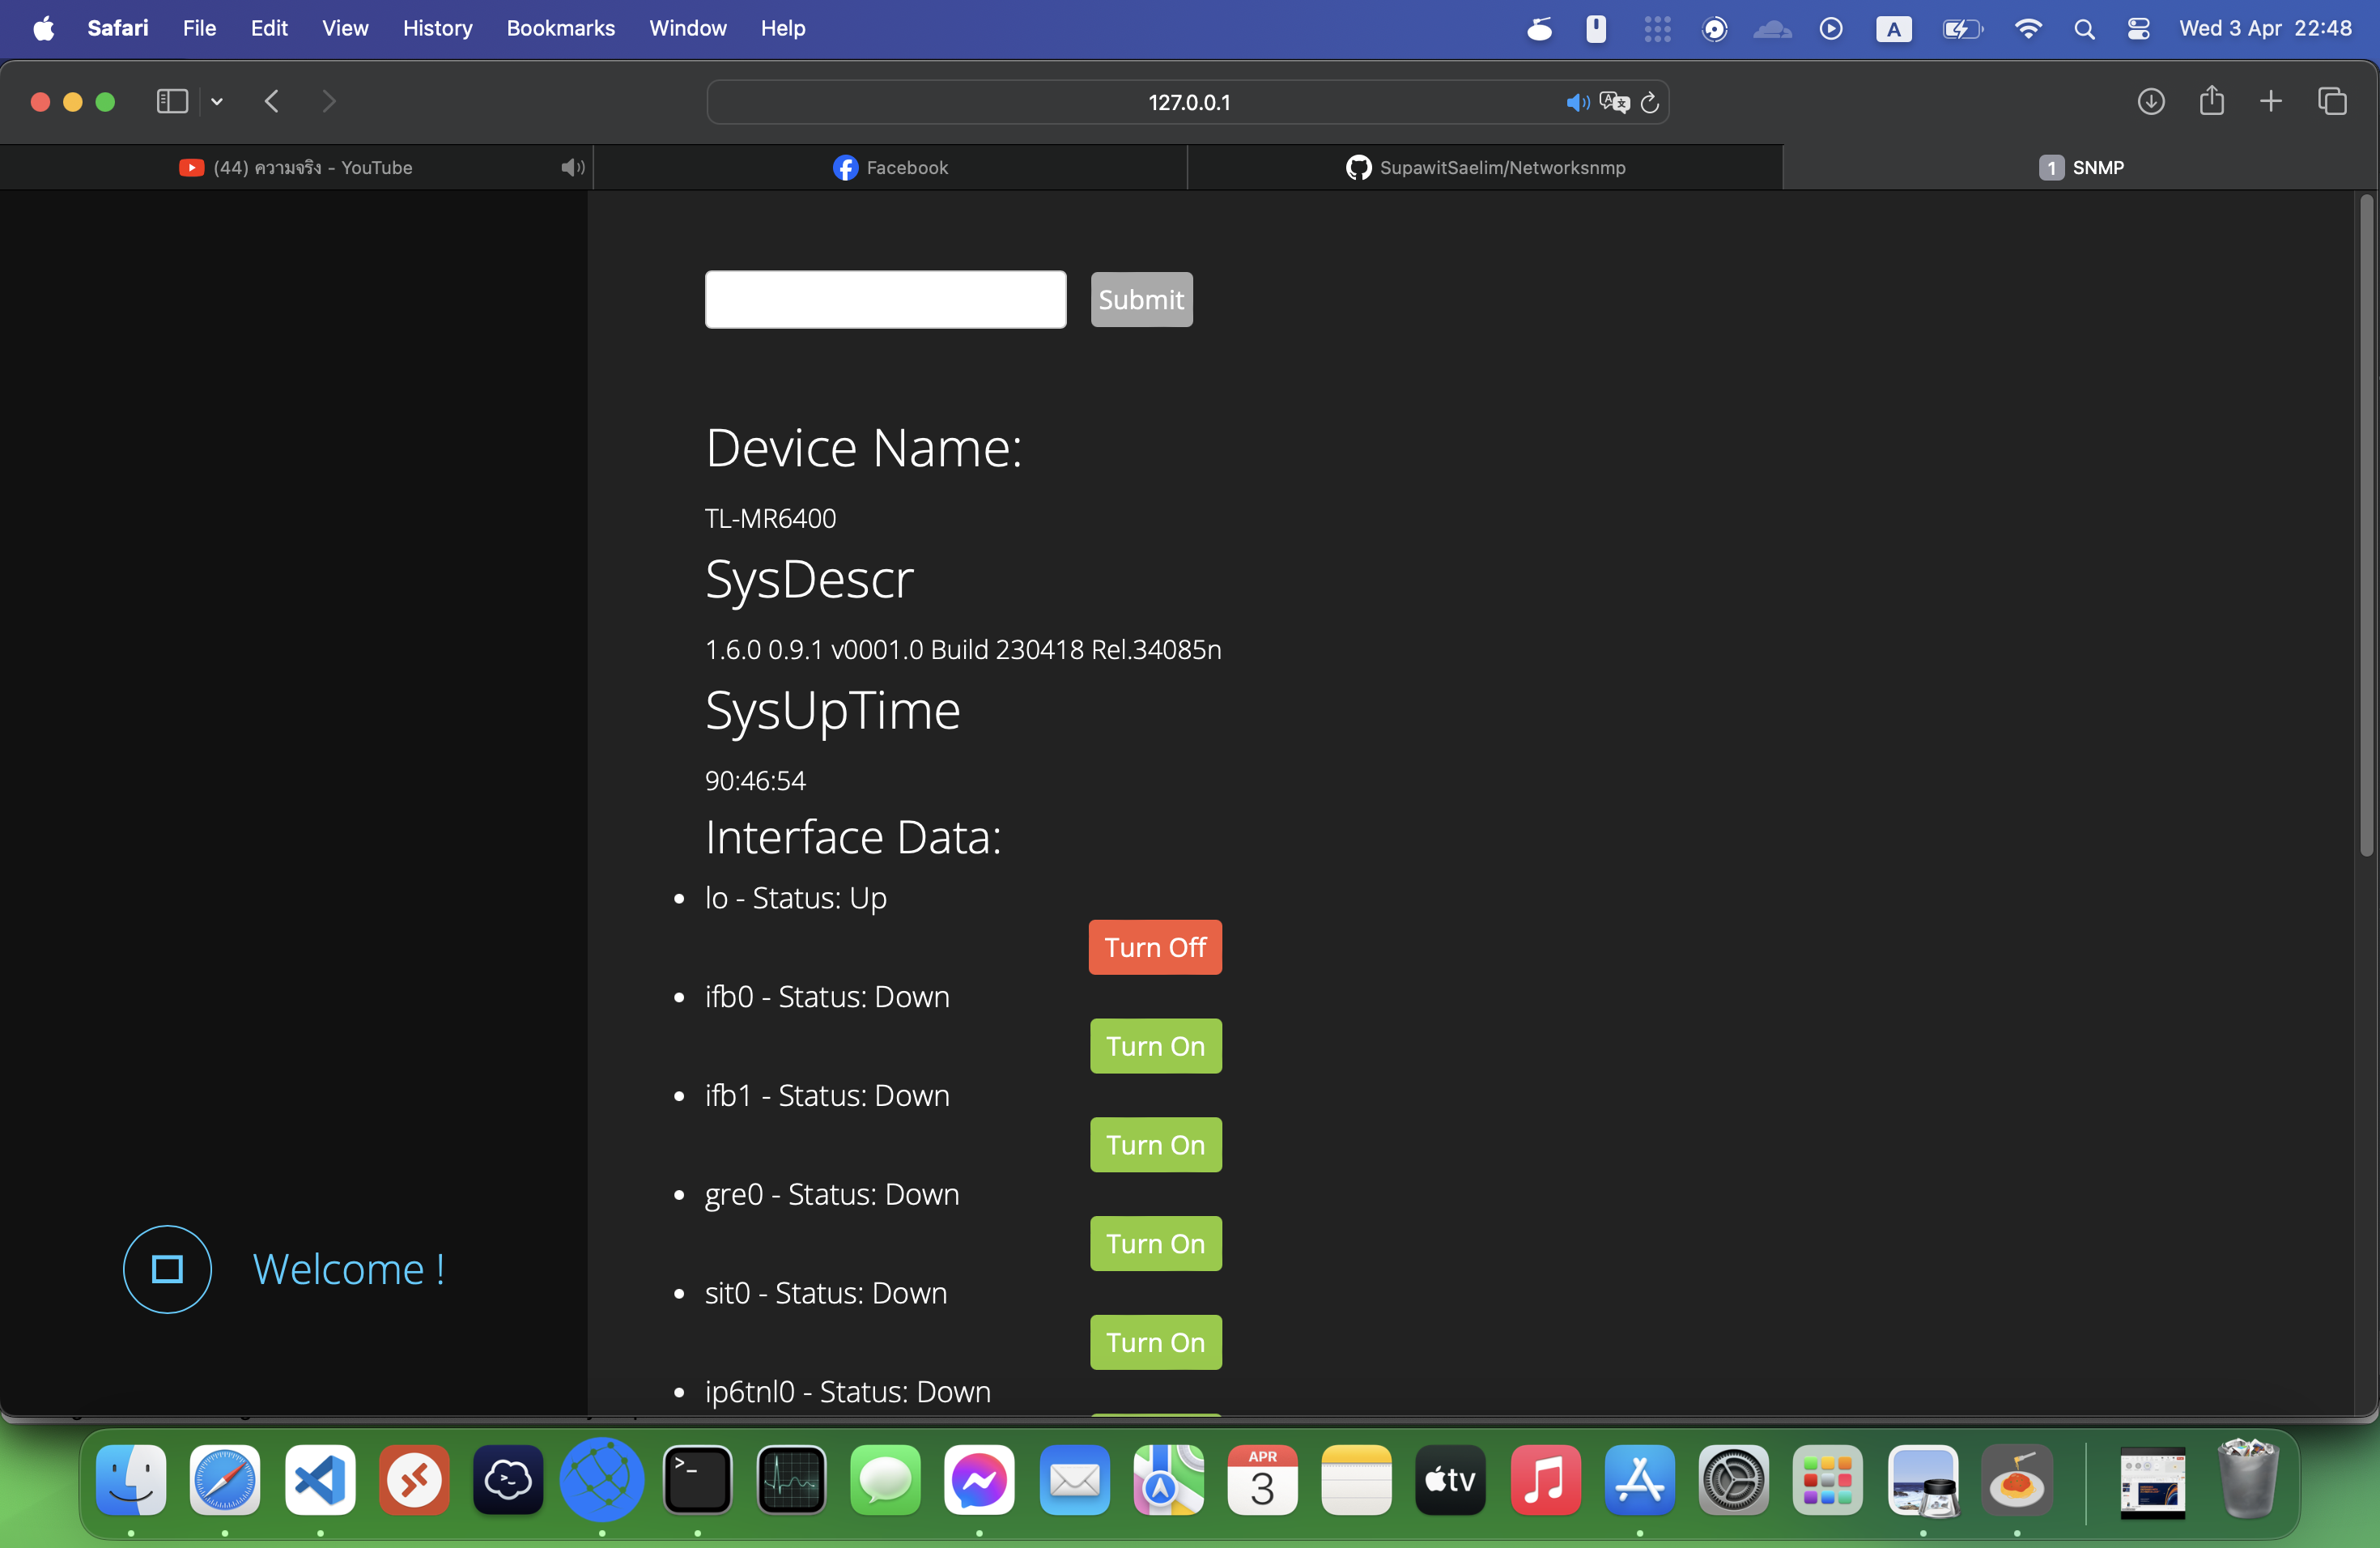 Safari File Edit View History Bookmarks Window Help A Wed 3 Apr 22:48
127.0.0.1
(44) ความจริง - YouTube
Facebook
SupawitSaelim/Networksnmp
1 SNMP
Submit
Device Name:
TL-MR6400
SysDescr
1.6.0 0.9.1 v0001.0 Build 230418 Rel.34085n
SysUpTime
90:46:54
Interface Data:
lo - Status: Up
Turn Off
ifb0 - Status: Down
Turn On
ifb1 - Status: Down
Turn On
gre0 - Status: Down
Turn On
sit0 - Status: Down
Turn On
ip6tnl0 - Status: Down
Welcome !
APR
3
tv